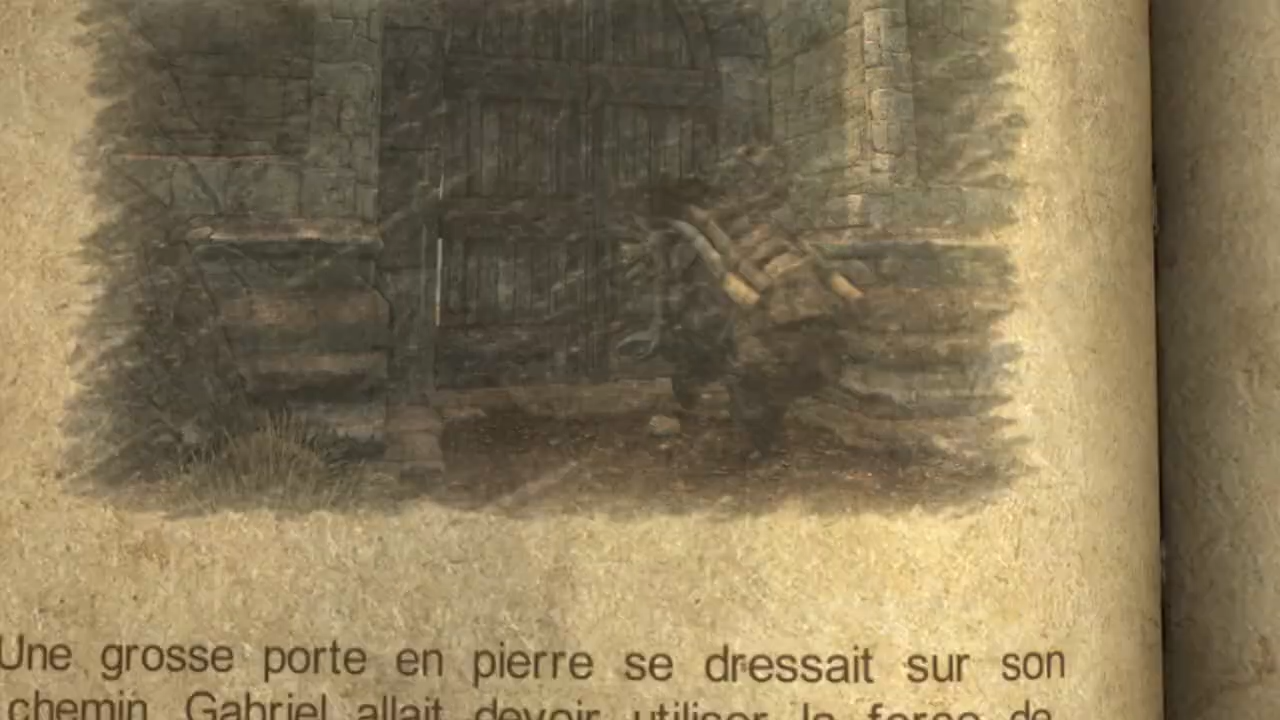 Une grosse porte en pierre se dressait sur son
chemin. Gabriel allait devoir utiliser la force de